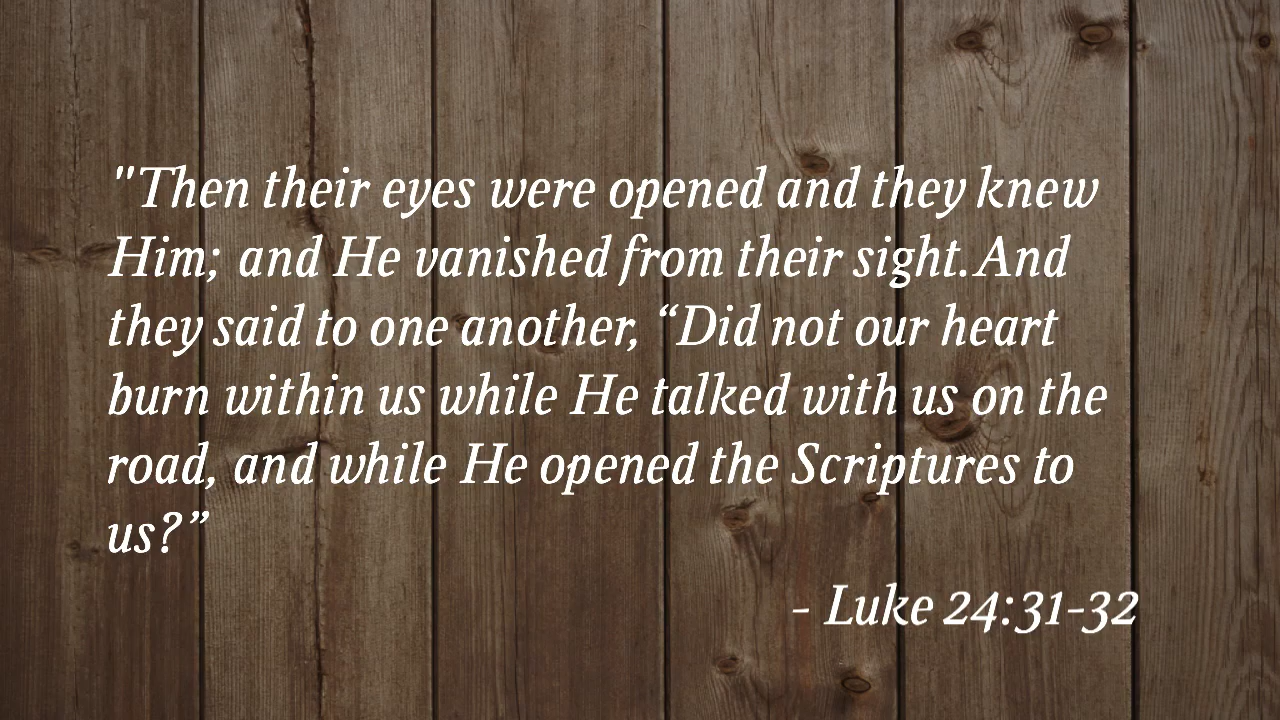 "Then their eyes were opened and they knew
Him; and He vanished from their sight. And
they said to one another, “Did not our heart
burn within us while He talked with us on the
road, and while He opened the Scriptures to
us?”
- Luke 24:31-32